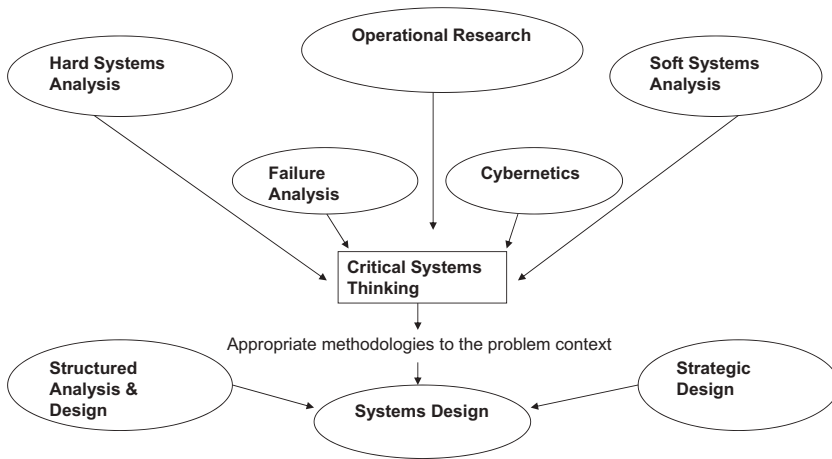 Operational Research
Hard Systems
Analysis
Soft Systems
Analysis
Failure
Analysis
Cybernetics
Critical Systems
Thinking
Appropriate methodologies to the problem context
Structured
Analysis &
Design
Systems Design
Strategic
Design